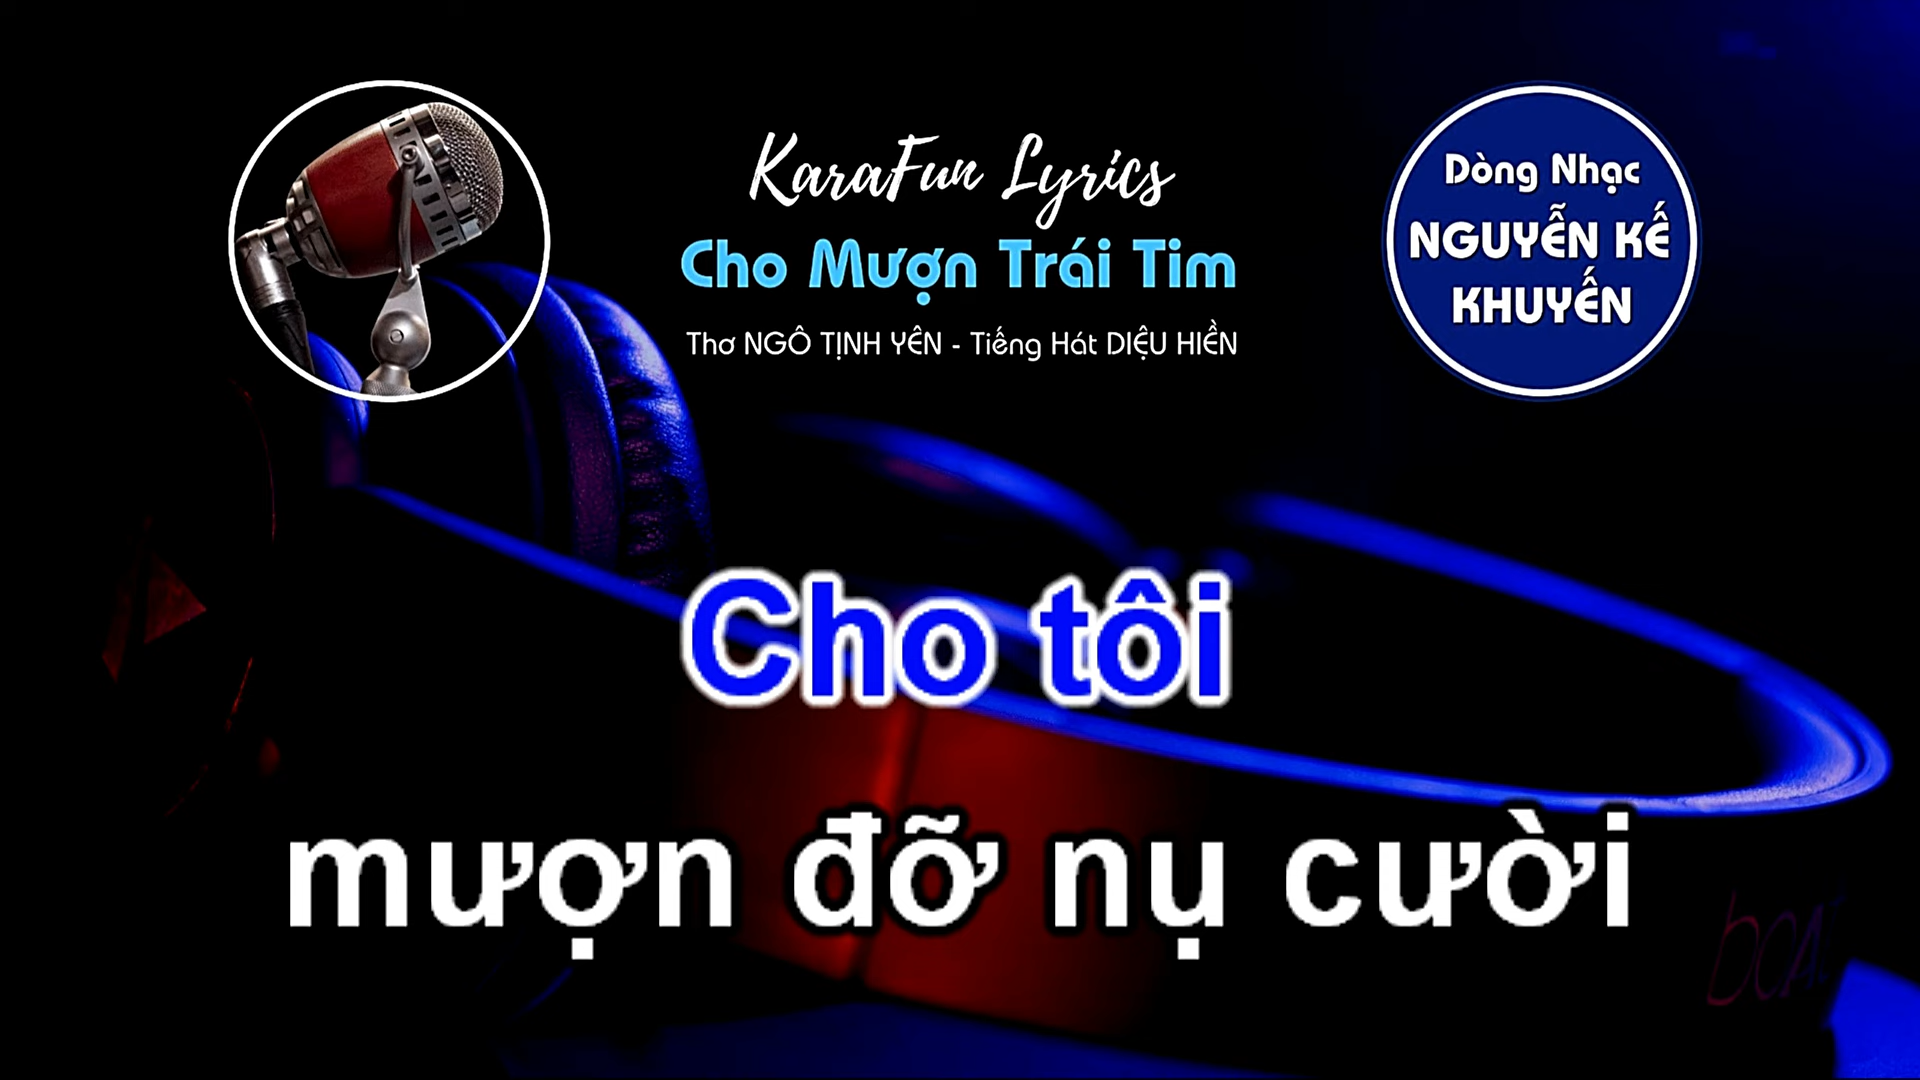 KaraFun Lyrics
Cho Mượn Trái Tim
Thơ NGÔ TỊNH YÊN - Tiếng Hát DIỆU HIỀN
Dòng Nhạc
NGUYỄN KẾ
KHUYẾN
Cho tôi
mượn đỡ nụ cười